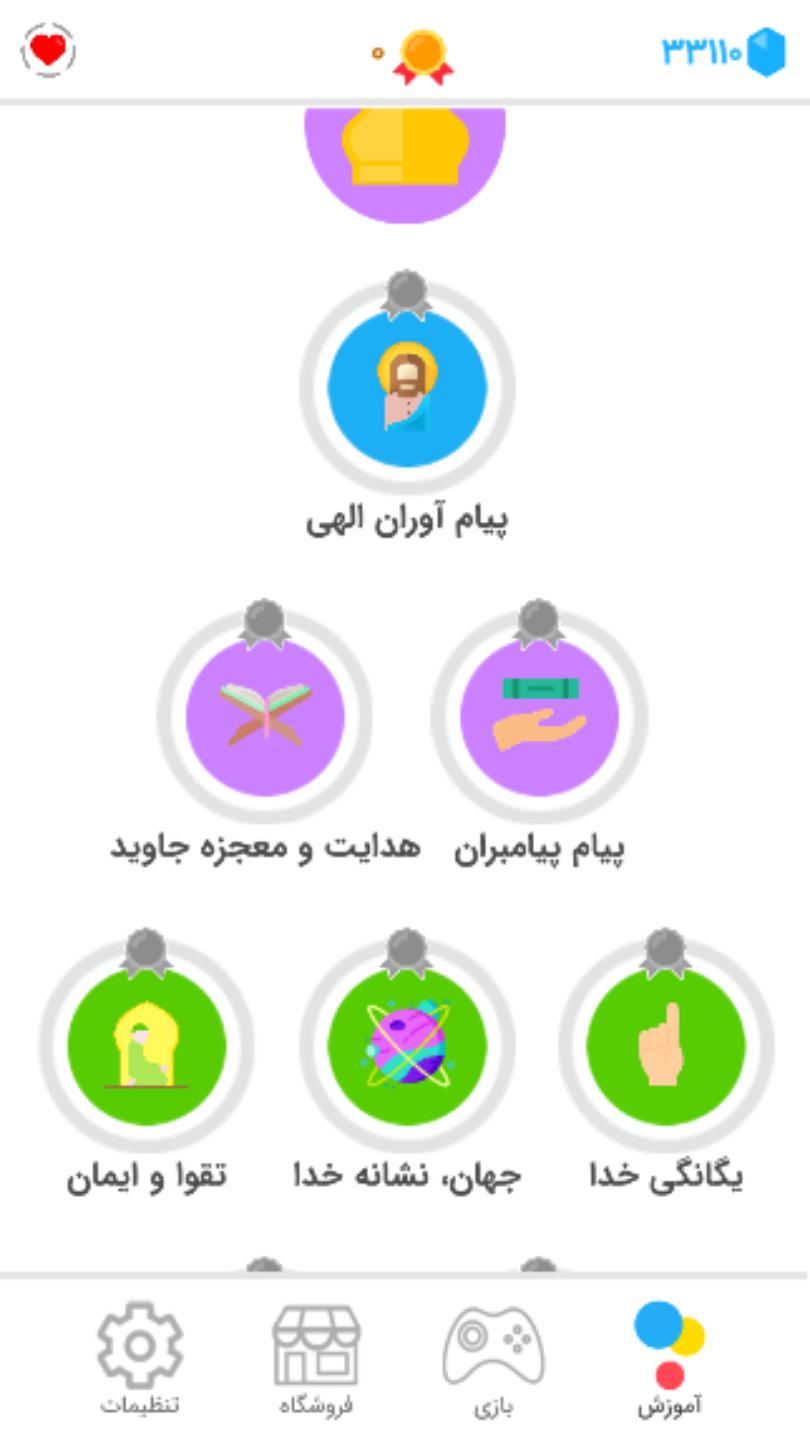 ۳۳۱۱۰
۰
پیام آوران الهی
پیام پیامبران
هدایت و معجزه جاوید
یگانگی خدا
جهان، نشانه خدا
تقوا و ایمان
آموزش
بازی
فروشگاه
تنظیمات